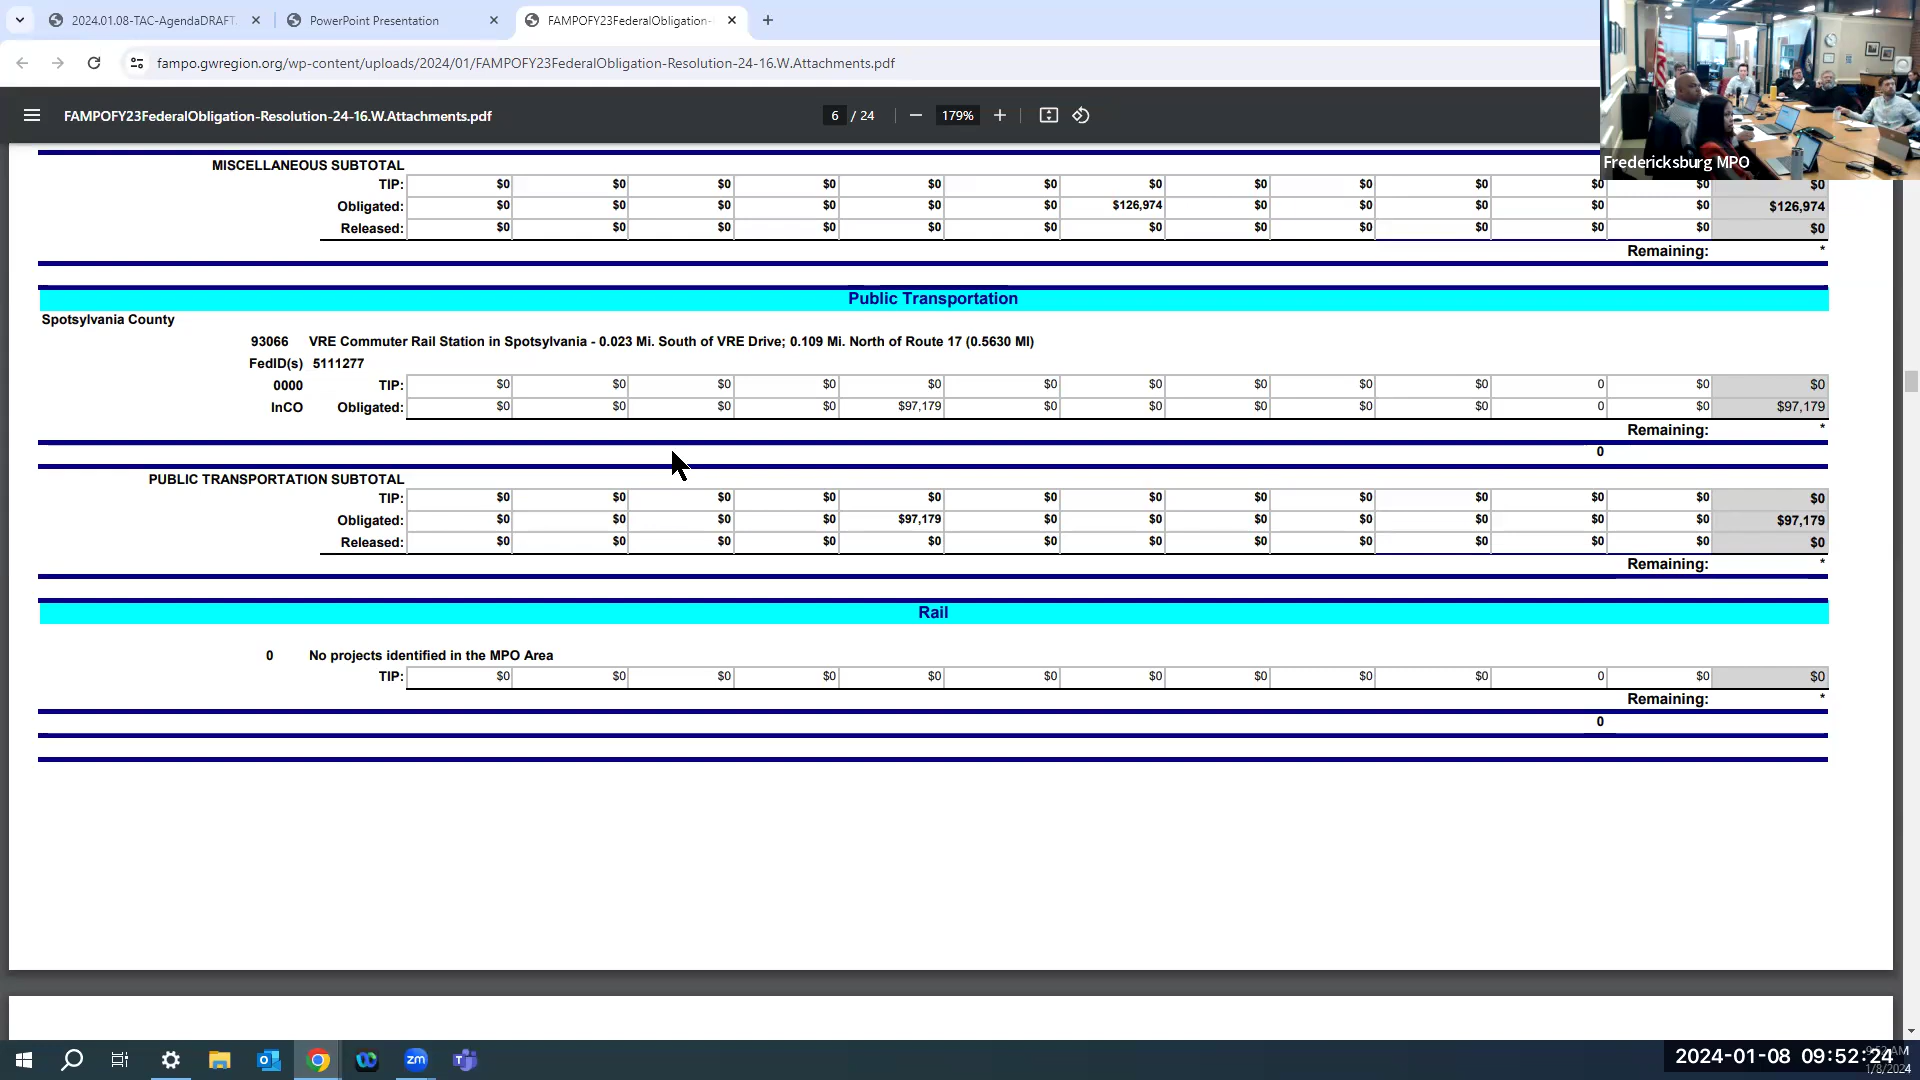 2024.01.08-TAC-AgendaDRAFT
PowerPoint Presentation
FAMPOFY23FederalObligation-
fampo.gwregion.org/wp-content/uploads/2024/01/FAMPOFY23FederalObligation-Resolution-24-16.W.Attachments.pdf
FAMPOFY23FederalObligation-Resolution-24-16.W.Attachments.pdf
6 / 24
179%
Fredericksburg MPO
MISCELLANEOUS SUBTOTAL
TIP: $0 $0 $0 $0 $0 $0 $0 $0 $0 $0 $0 $0 $0
Obligated: $0 $0 $0 $0 $0 $0 $126,974 $0 $0 $0 $0 $0 $126,974
Released: $0 $0 $0 $0 $0 $0 $0 $0 $0 $0 $0 $0 $0
Remaining: *
Public Transportation
Spotsylvania County
93066 VRE Commuter Rail Station in Spotsylvania - 0.023 Mi. South of VRE Drive; 0.109 Mi. North of Route 17 (0.5630 MI)
FedID(s) 5111277
0000 TIP: $0 $0 $0 $0 $0 $0 $0 $0 $0 $0 0 $0 $0
InCO Obligated: $0 $0 $0 $0 $97,179 $0 $0 $0 $0 $0 0 $0 $97,179
Remaining: *
0
PUBLIC TRANSPORTATION SUBTOTAL
TIP: $0 $0 $0 $0 $0 $0 $0 $0 $0 $0 $0 $0 $0
Obligated: $0 $0 $0 $0 $97,179 $0 $0 $0 $0 $0 $0 $0 $97,179
Released: $0 $0 $0 $0 $0 $0 $0 $0 $0 $0 $0 $0 $0
Remaining: *
Rail
0 No projects identified in the MPO Area
TIP: $0 $0 $0 $0 $0 $0 $0 $0 $0 $0 0 $0 $0
Remaining: *
0
zm
2024-01-08 09:52:24
1/8/2024